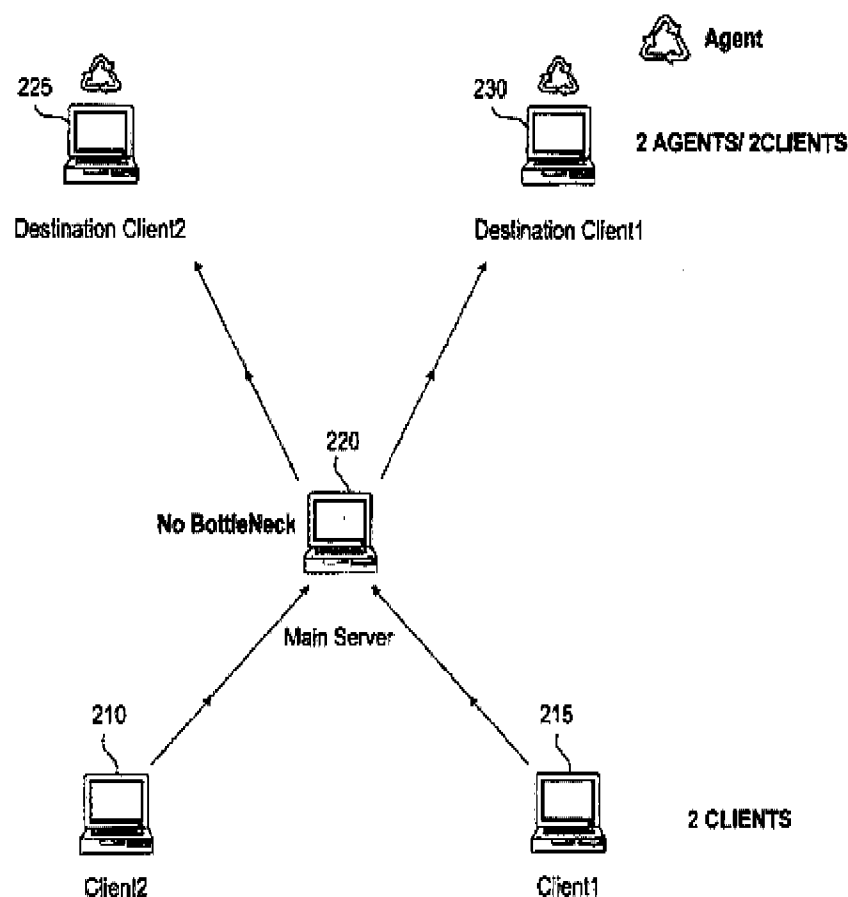 Agent
225
230
2 AGENTS/ 2CLIENTS
Destination Client2
Destination Client1
220
No BottleNeck
Main Server
210
215
2 CLIENTS
Client2
Client1